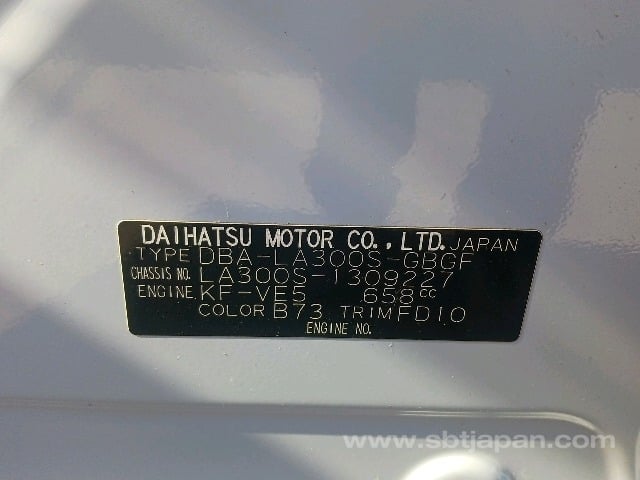 DAIHATSU MOTOR CO., LTD. JAPAN
TYPE DBA-LA300S-GBGF
CHASSIS NO. LA300S-1309227
ENGINE KF-VE5 658cc
COLOR B73 TRIM FD10
ENGINE NO.
www.sbtjapan.com